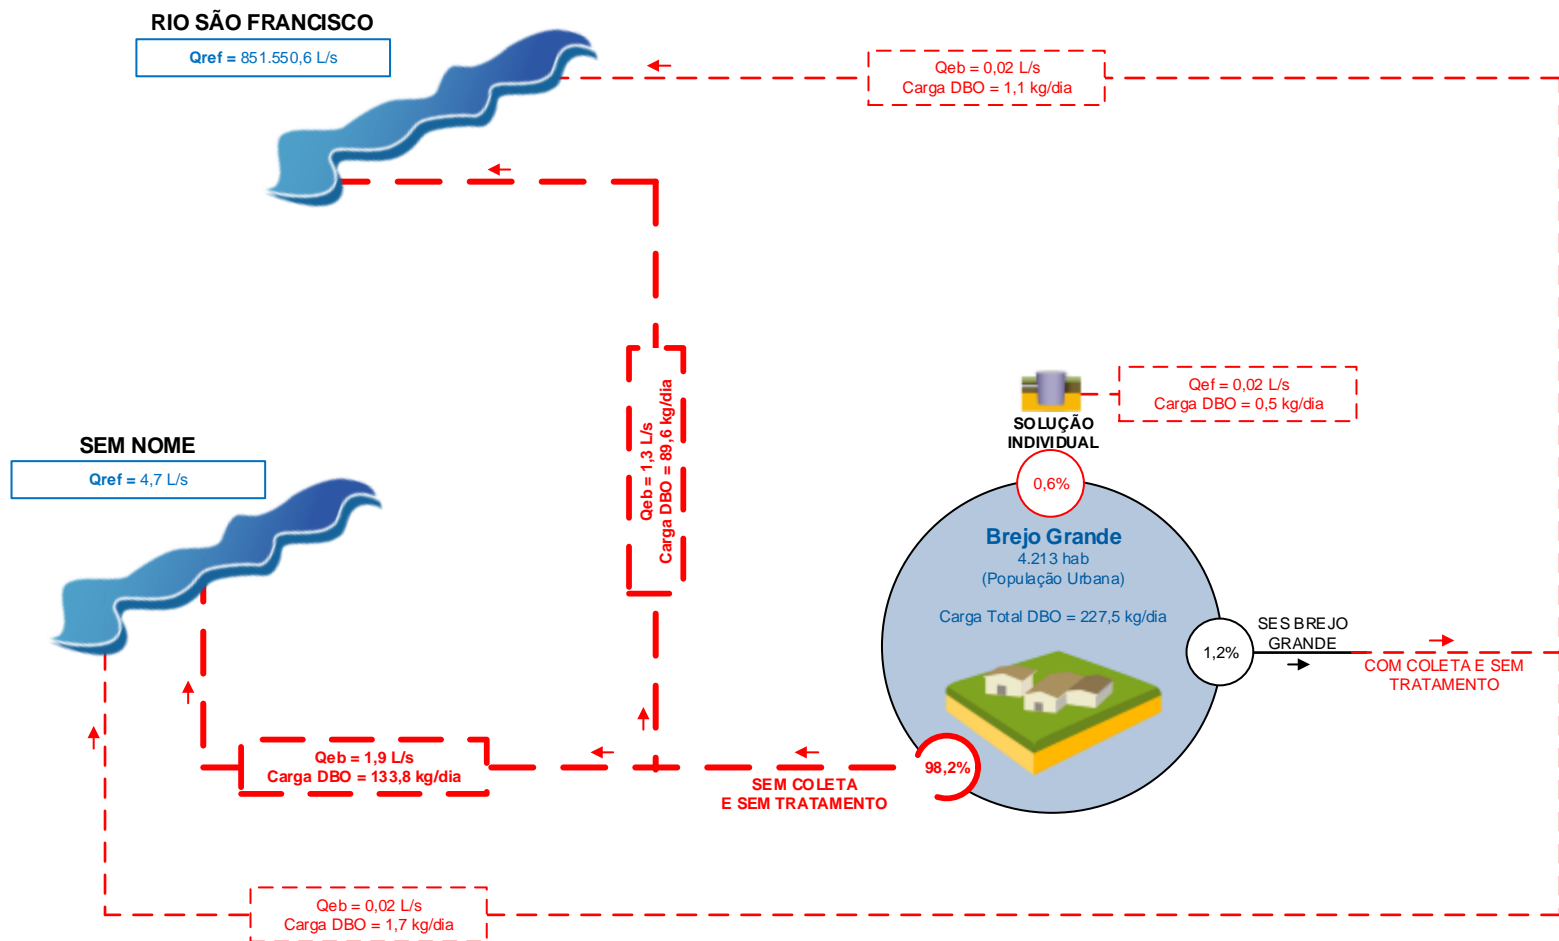 RIO SÃO FRANCISCO
Qref = 851.550,6 L/s
Qeb = 0,02 L/s
Carga DBO = 1,1 kg/dia
Qeb = 1,3 L/s
Carga DBO = 89,6 kg/dia
Qef = 0,02 L/s
Carga DBO = 0,5 kg/dia
SOLUÇÃO
INDIVIDUAL
0,6%
SEM NOME
Qref = 4,7 L/s
Brejo Grande
4.213 hab
(População Urbana)
Carga Total DBO = 227,5 kg/dia
1,2%
SES BREJO
GRANDE
COM COLETA E SEM
TRATAMENTO
98,2%
SEM COLETA
E SEM TRATAMENTO
Qeb = 1,9 L/s
Carga DBO = 133,8 kg/dia
Qeb = 0,02 L/s
Carga DBO = 1,7 kg/dia